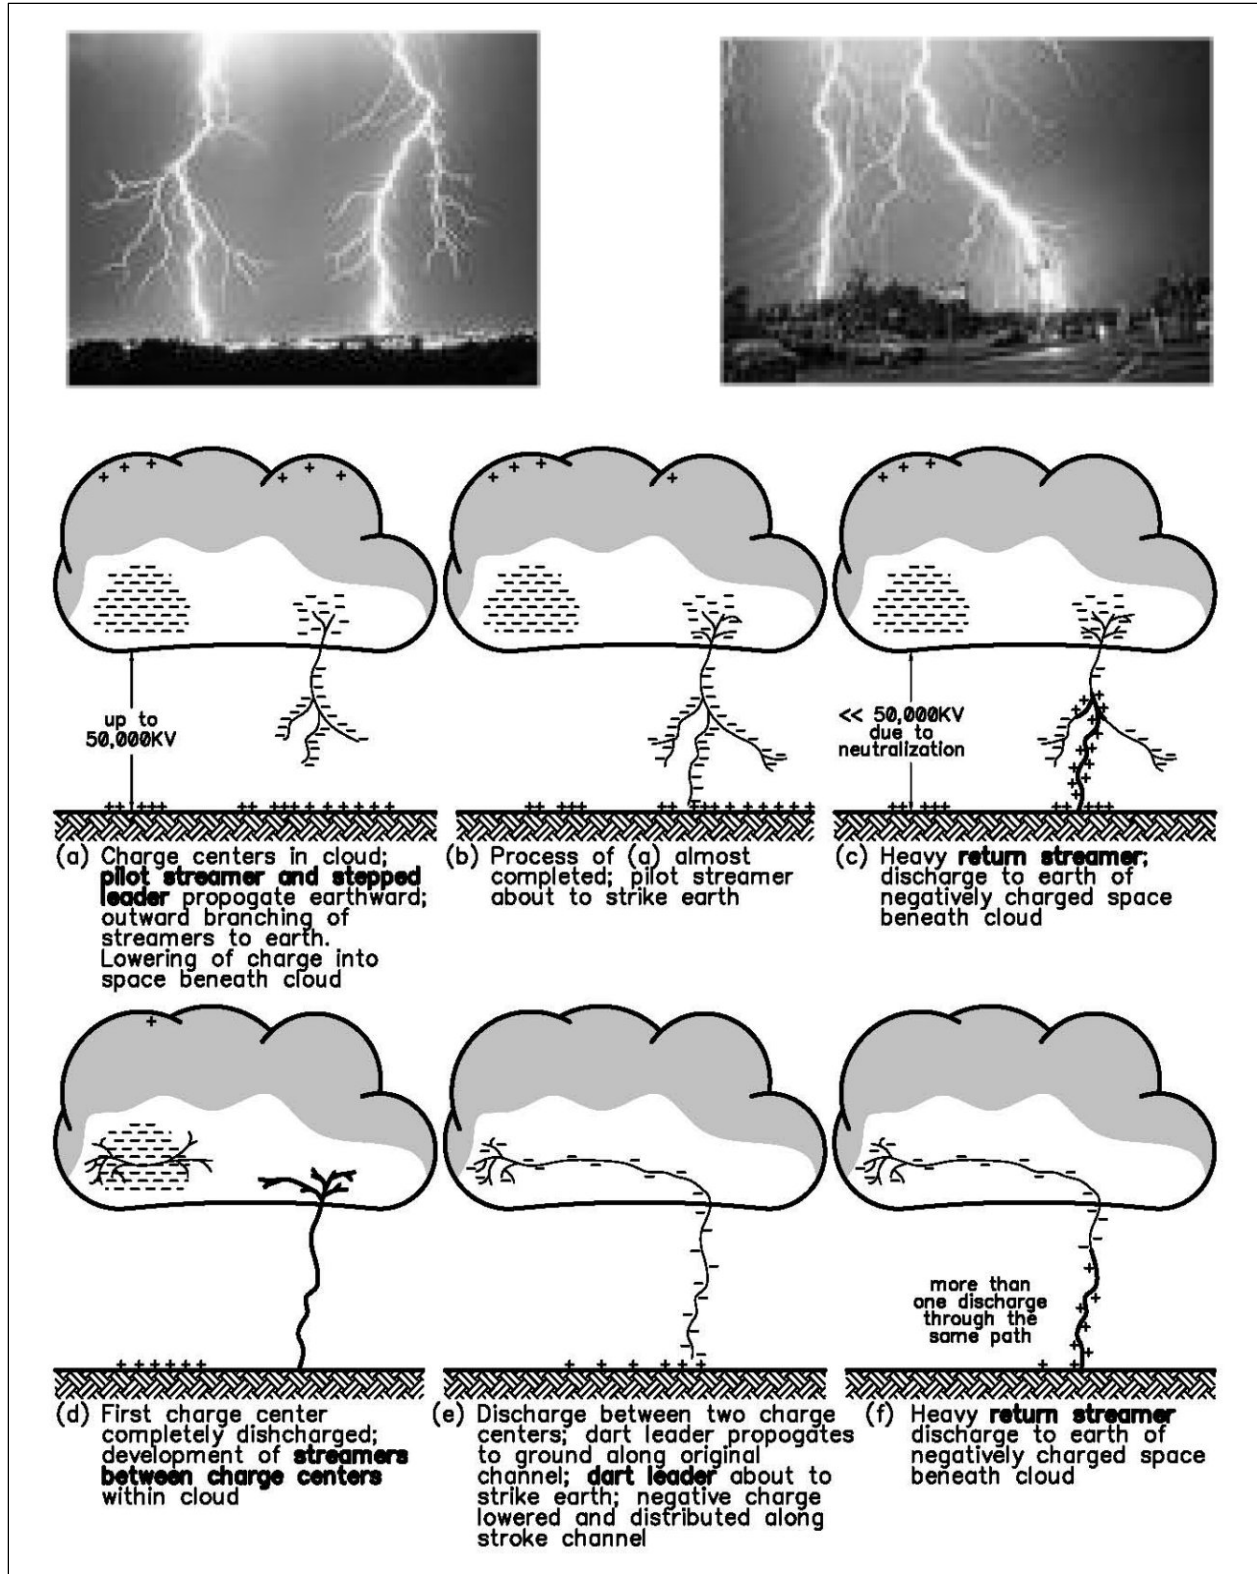 up to
50,000KV
<< 50,000KV
due to
neutralization
(a) Charge centers in cloud;
pilot streamer and stepped
leader propogate earthward;
outward branching of
streamers to earth.
Lowering of charge into
space beneath cloud
(b) Process of (a) almost
completed; pilot streamer
about to strike earth
(c) Heavy return streamer;
discharge to earth of
negatively charged space
beneath cloud
more than
one discharge
through the
same path
(d) First charge center
completely dishcharged;
development of streamers
between charge centers
within cloud
(e) Discharge between two charge
centers; dart leader propogates
to ground along original
channel; dart leader about to
strike earth; negative charge
lowered and distributed along
stroke channel
(f) Heavy return streamer
discharge to earth of
negatively charged space
beneath cloud